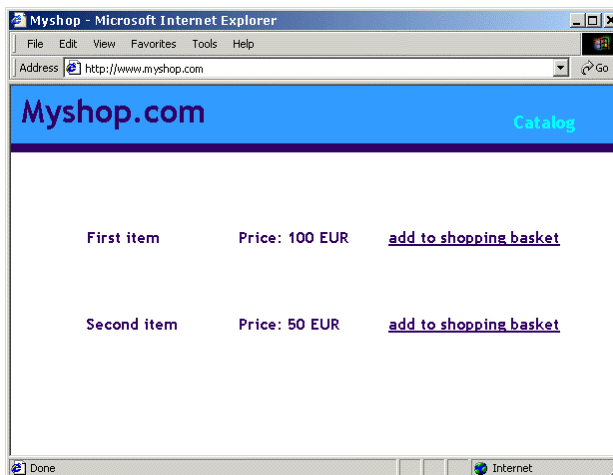 Myshop - Microsoft Internet Explorer
File Edit View Favorites Tools Help
Address http://www.myshop.com Go
Myshop.com
Catalog
First item Price: 100 EUR add to shopping basket
Second item Price: 50 EUR add to shopping basket
Done Internet